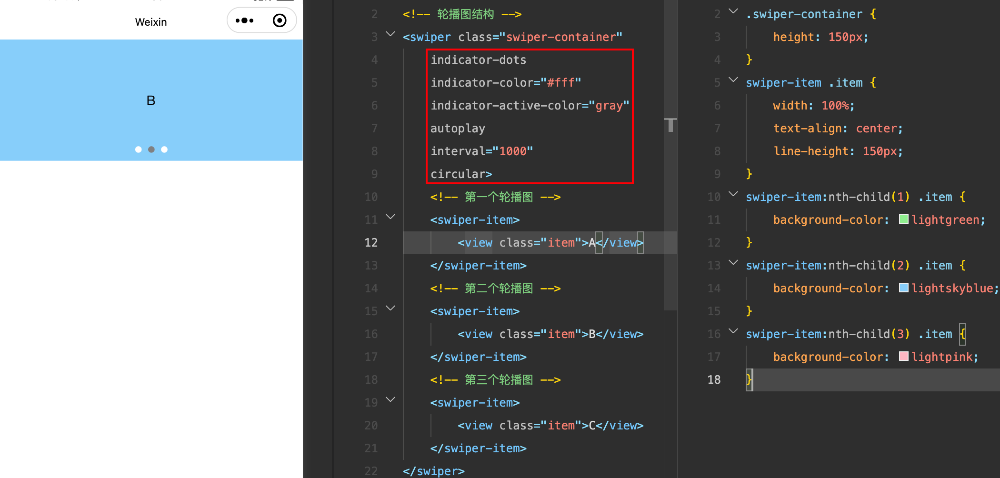 Weixin
B
2 <!-- 轮播图结构 -->
3 <swiper class="swiper-container"
4 indicator-dots
5 indicator-color="#fff"
6 indicator-active-color="gray"
7 autoplay
8 interval="1000"
9 circular>
10 <!-- 第一个轮播图 -->
11 <swiper-item>
12 <view class="item">A</view>
13 </swiper-item>
14 <!-- 第二个轮播图 -->
15 <swiper-item>
16 <view class="item">B</view>
17 </swiper-item>
18 <!-- 第三个轮播图 -->
19 <swiper-item>
20 <view class="item">C</view>
21 </swiper-item>
22 </swiper>
2 .swiper-container {
3 height: 150px;
4 }
5 swiper-item .item {
6 width: 100%;
7 text-align: center;
8 line-height: 150px;
9 }
10 swiper-item:nth-child(1) .item {
11 background-color: lightgreen;
12 }
13 swiper-item:nth-child(2) .item {
14 background-color: lightskyblue;
15 }
16 swiper-item:nth-child(3) .item {
17 background-color: lightpink;
18 }